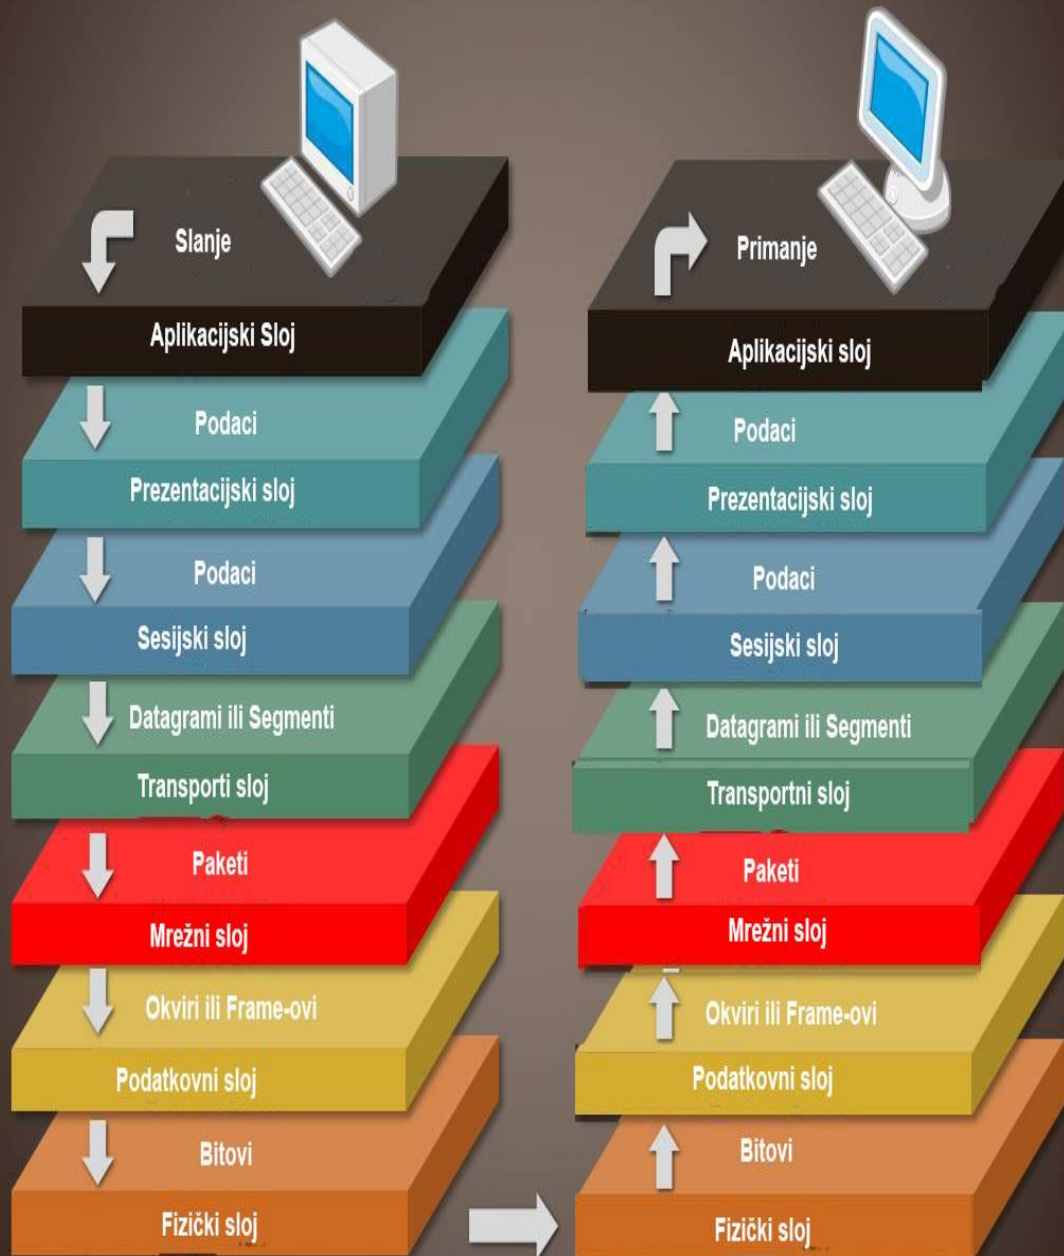 Slanje
Aplikacijski Sloj
Podaci
Prezentacijski sloj
Podaci
Sesijski sloj
Datagrami ili Segmenti
Transporti sloj
Paketi
Mrežni sloj
Okviri ili Frame-ovi
Podatkovni sloj
Bitovi
Fizički sloj
Primanje
Aplikacijski sloj
Podaci
Prezentacijski sloj
Podaci
Sesijski sloj
Datagrami ili Segmenti
Transportni sloj
Paketi
Mrežni sloj
Okviri ili Frame-ovi
Podatkovni sloj
Bitovi
Fizički sloj